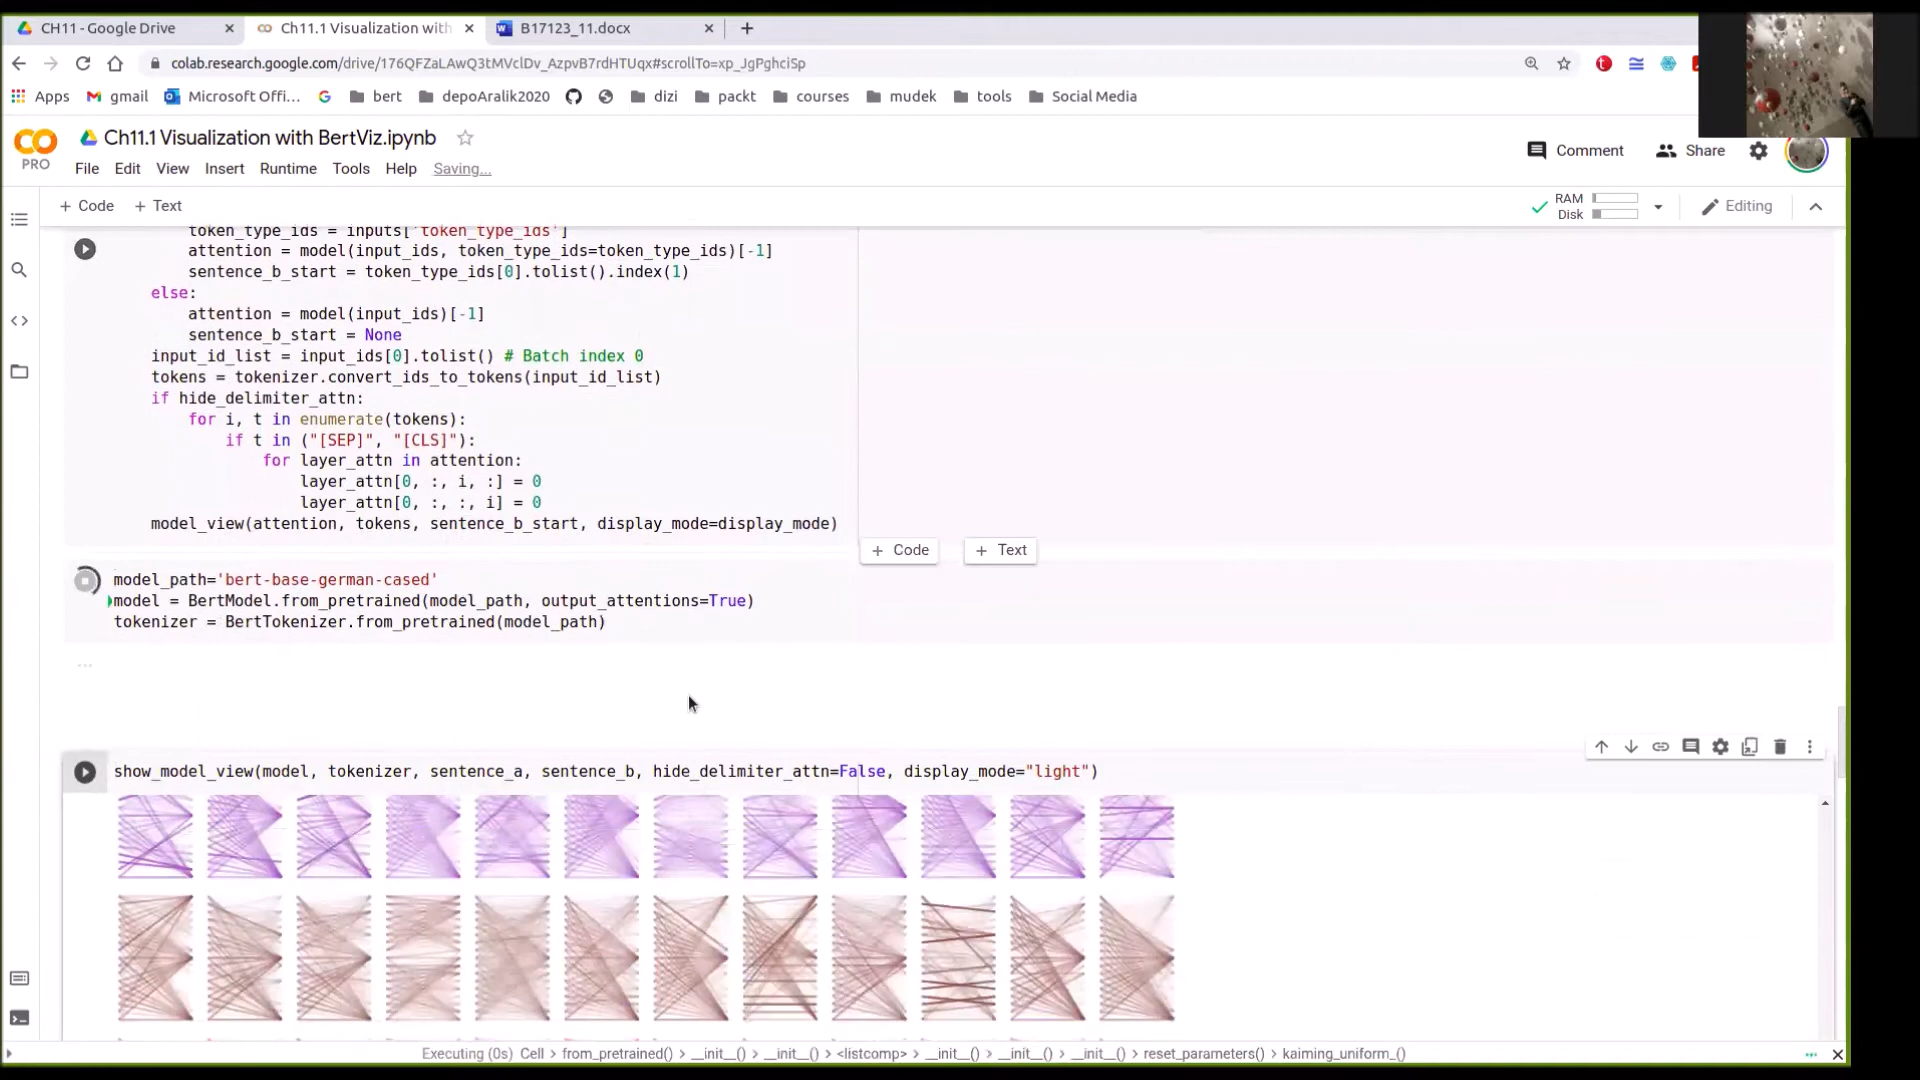 CH11 - Google Drive
Ch11.1 Visualization with
B17123_11.docx
colab.research.google.com/drive/176QFZaLAwQ3tMVclDv_AzpvB7rdHTUqx#scrollTo=xp_JgPghciSp
Apps gmail Microsoft Offi... bert depoAralik2020 dizi packt courses mudek tools Social Media
PRO
Ch11.1 Visualization with BertViz.ipynb
File Edit View Insert Runtime Tools Help Saving...
Comment Share
+ Code + Text
RAM
Disk
Editing
token_type_ids = inputs['token_type_ids']
attention = model(input_ids, token_type_ids=token_type_ids)[-1]
sentence_b_start = token_type_ids[0].tolist().index(1)
else:
attention = model(input_ids)[-1]
sentence_b_start = None
input_id_list = input_ids[0].tolist() # Batch index 0
tokens = tokenizer.convert_ids_to_tokens(input_id_list)
if hide_delimiter_attn:
for i, t in enumerate(tokens):
if t in ("[SEP]", "[CLS]"):
for layer_attn in attention:
layer_attn[0, :, i, :] = 0
layer_attn[0, :, :, i] = 0
model_view(attention, tokens, sentence_b_start, display_mode=display_mode)
+ Code + Text
model_path='bert-base-german-cased'
model = BertModel.from_pretrained(model_path, output_attentions=True)
tokenizer = BertTokenizer.from_pretrained(model_path)
...
show_model_view(model, tokenizer, sentence_a, sentence_b, hide_delimiter_attn=False, display_mode="light")
Executing (0s) Cell > from_pretrained() > __init__() > __init__() > <listcomp> > __init__() > __init__() > __init__() > reset_parameters() > kaiming_uniform_()